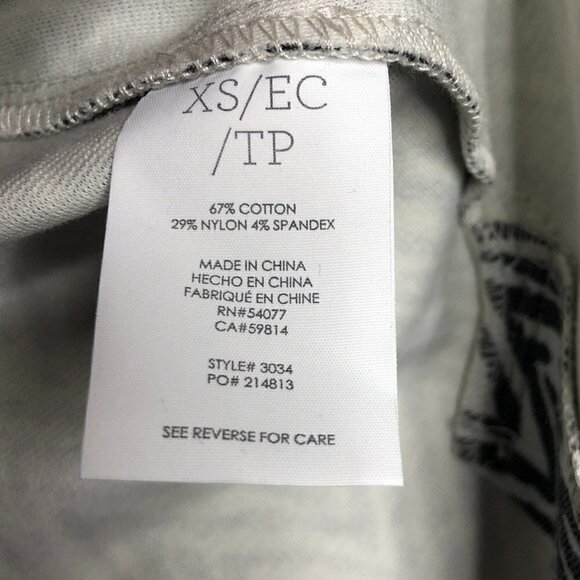 XS/EC
/TP
67% COTTON
29% NYLON 4% SPANDEX
MADE IN CHINA
HECHO EN CHINA
FABRIQUÉ EN CHINE
RN#54077
CA#59814
STYLE# 3034
PO# 214813
SEE REVERSE FOR CARE